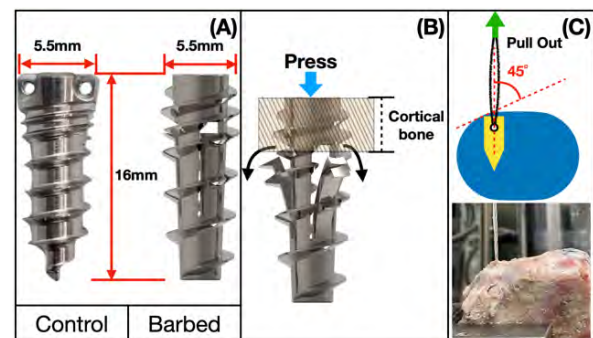 (A)
5.5mm
5.5mm
16mm
Control
Barbed
(B)
Press
Cortical
bone
(C)
Pull Out
45°